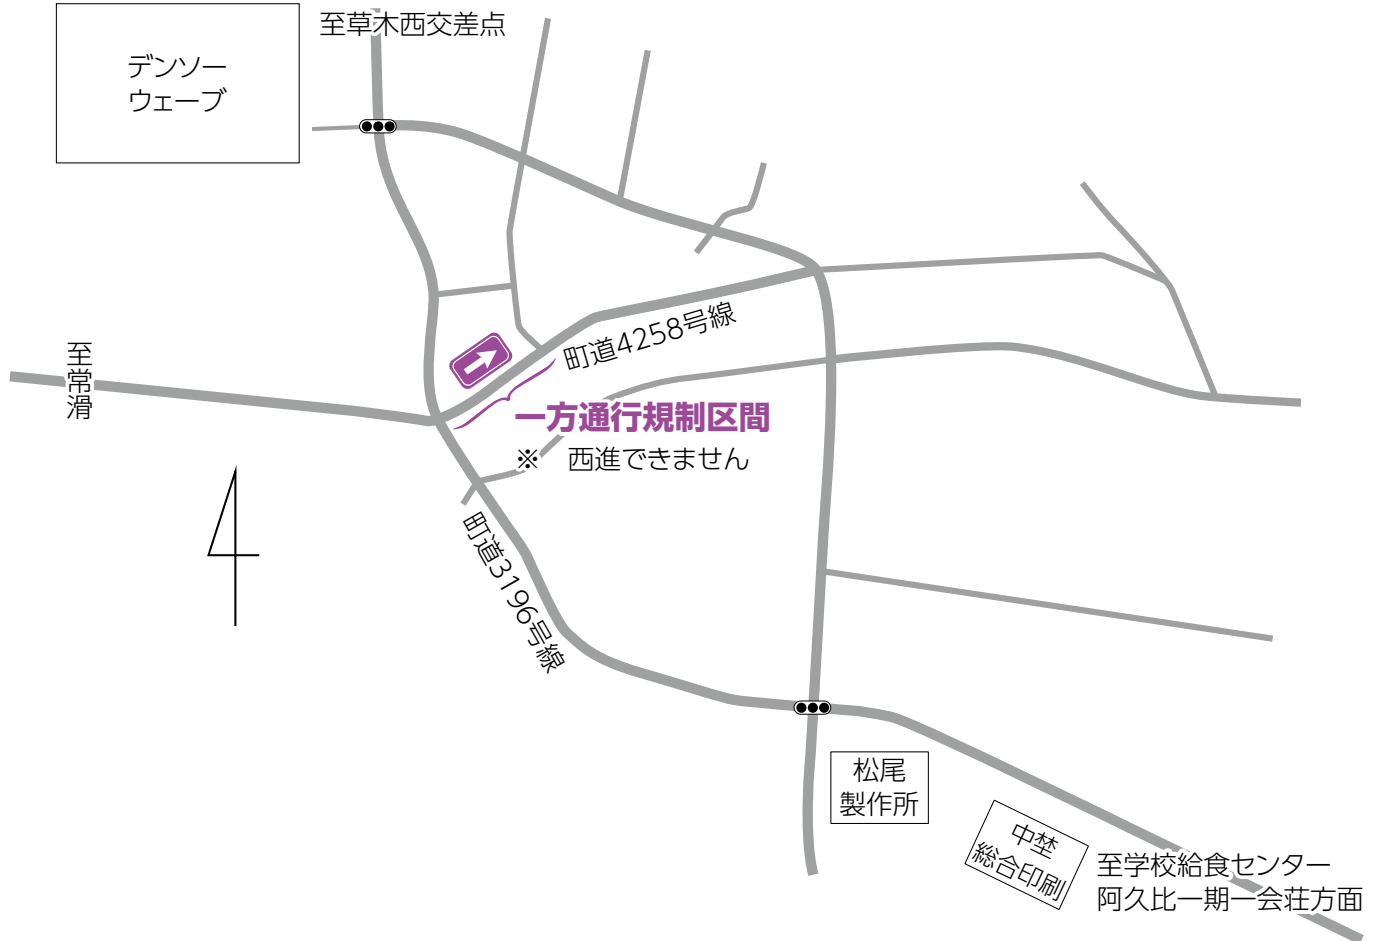 至草木西交差点
デンソー
ウェーブ
町道4258号線
至常滑
一方通行規制区間
※　西進できません
町道3196号線
松尾
製作所
中埜
総合印刷
至学校給食センター
阿久比一期一会荘方面